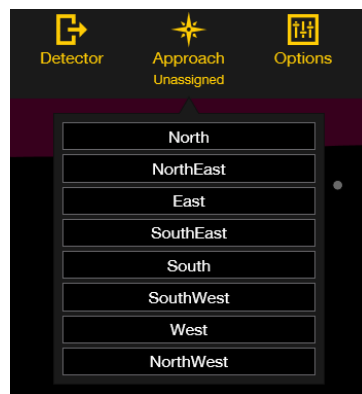 Detector Approach Options
Unassigned
North
NorthEast
East
SouthEast
South
SouthWest
West
NorthWest